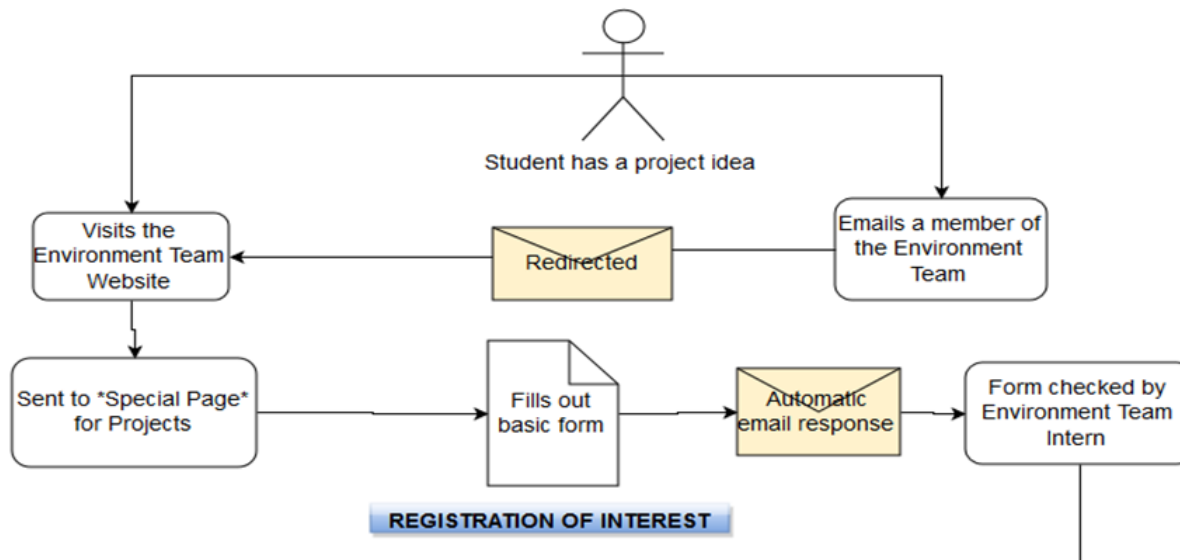 Student has a project idea
Visits the
Environment Team
Website
Redirected
Emails a member of
the Environment
Team
Sent to *Special Page*
for Projects
Fills out
basic form
Automatic
email response
Form checked by
Environment Team
Intern
REGISTRATION OF INTEREST